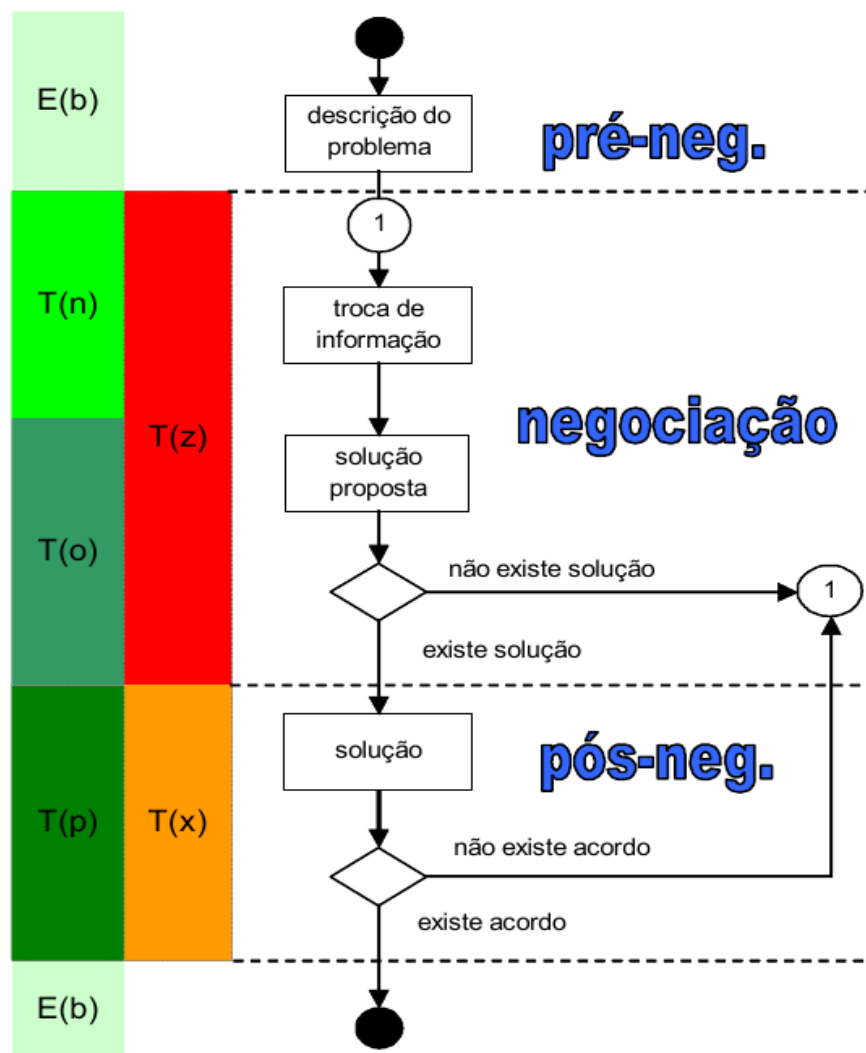 E(b)
descrição do
problema
pré-neg.
1
T(n)
troca de
informação
T(z)
negociação
solução
proposta
T(o)
não existe solução
1
existe solução
solução
pós-neg.
T(p)
T(x)
não existe acordo
existe acordo
E(b)